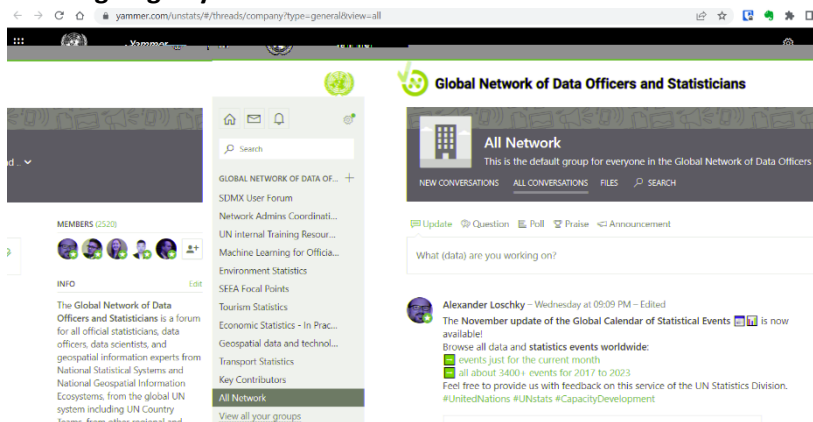 yammer.com/unstats/#/threads/company?type=general&view=all
Yammer
Global Network of Data Officers and Statisticians
All Network
This is the default group for everyone in the Global Network of Data Officers
NEW CONVERSATIONS ALL CONVERSATIONS FILES SEARCH
Search
GLOBAL NETWORK OF DATA OF... +
SDMX User Forum
Network Admins Coordinati...
UN internal Training Resour...
Machine Learning for Officia...
Environment Statistics
SEEA Focal Points
Tourism Statistics
Economic Statistics - In Prac...
Geospatial data and technol...
Transport Statistics
Key Contributors
All Network
View all your groups
MEMBERS (2520)
INFO Edit
The Global Network of Data
Officers and Statisticians is a forum
for all official statisticians, data
officers, data scientists, and
geospatial information experts from
National Statistical Systems and
National Geospatial Information
Ecosystems, from the global UN
system including UN Country
Teams, from other regional and
Update Question Poll Praise Announcement
What (data) are you working on?
Alexander Loschky – Wednesday at 09:09 PM – Edited
The November update of the Global Calendar of Statistical Events is now
available!
Browse all data and statistics events worldwide:
events just for the current month
all about 3400+ events for 2017 to 2023
Feel free to provide us with feedback on this service of the UN Statistics Division.
#UnitedNations #UNstats #CapacityDevelopment